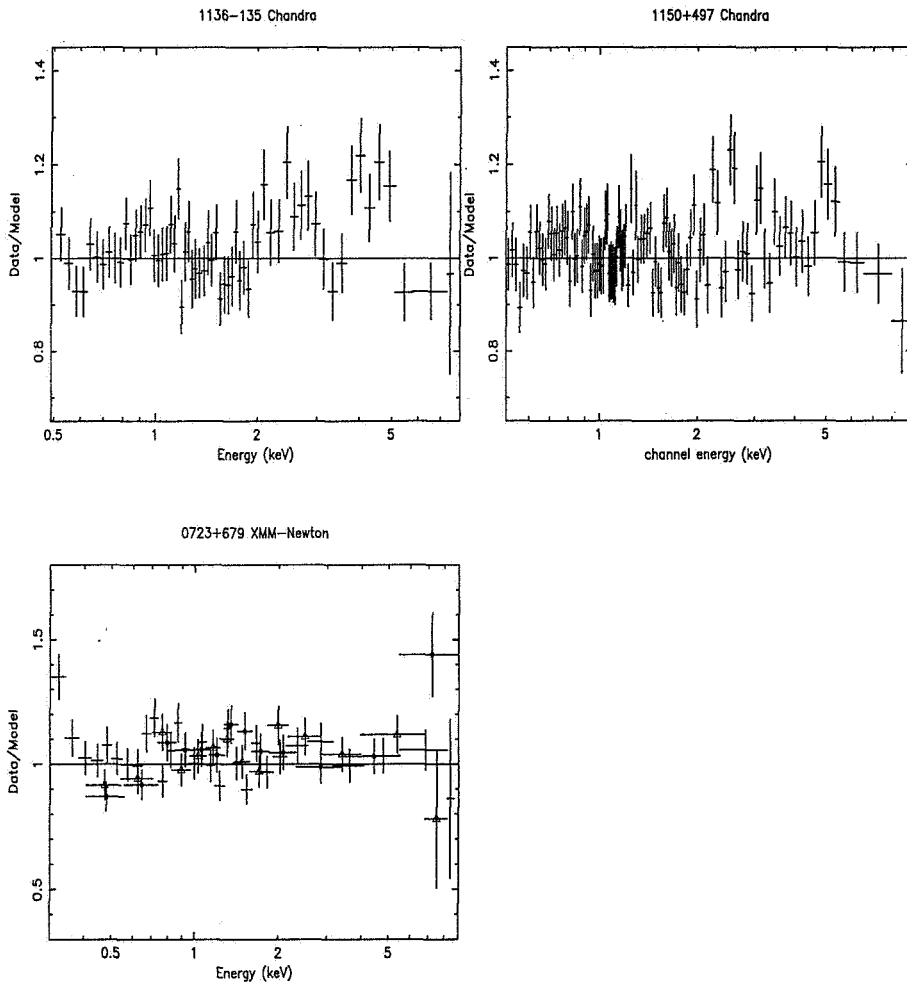 1136-135 Chandra
1150+497 Chandra
Data/Model
1.4
1.2
1
0.8
0.5
1
2
5
Energy (keV)
Data/Model
1.4
1.2
1
0.8
1
2
5
channel energy (keV)
0723+679 XMM-Newton
Data/Model
1.5
1
0.5
0.5
1
2
5
Energy (keV)